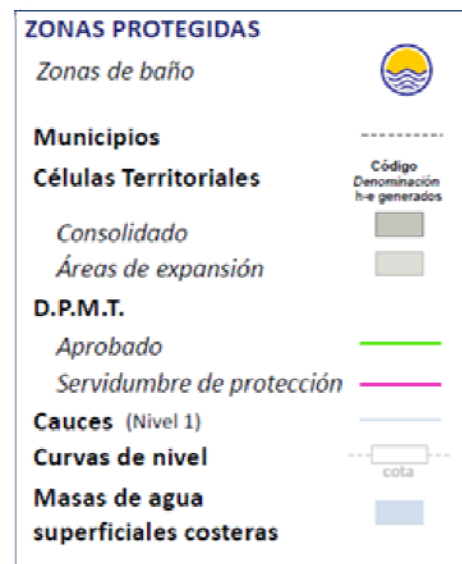 ZONAS PROTEGIDAS
Zonas de baño
Municipios
Células Territoriales
Código
Denominación
h-e generados
Consolidado
Áreas de expansión
D.P.M.T.
Aprobado
Servidumbre de protección
Cauces (Nivel 1)
Curvas de nivel
cota
Masas de agua
superficiales costeras